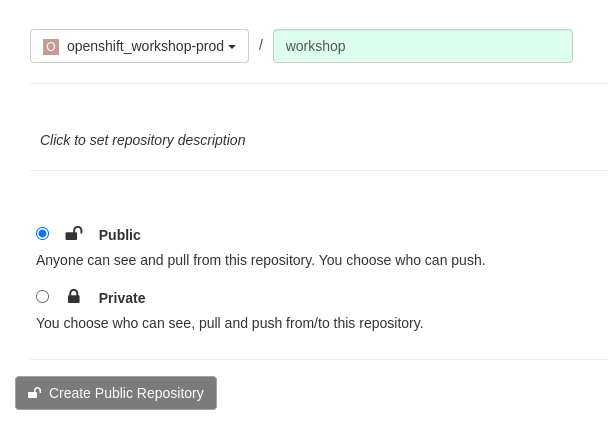 O openshift_workshop-prod / workshop
Click to set repository description
Public
Anyone can see and pull from this repository. You choose who can push.
Private
You choose who can see, pull and push from/to this repository.
Create Public Repository